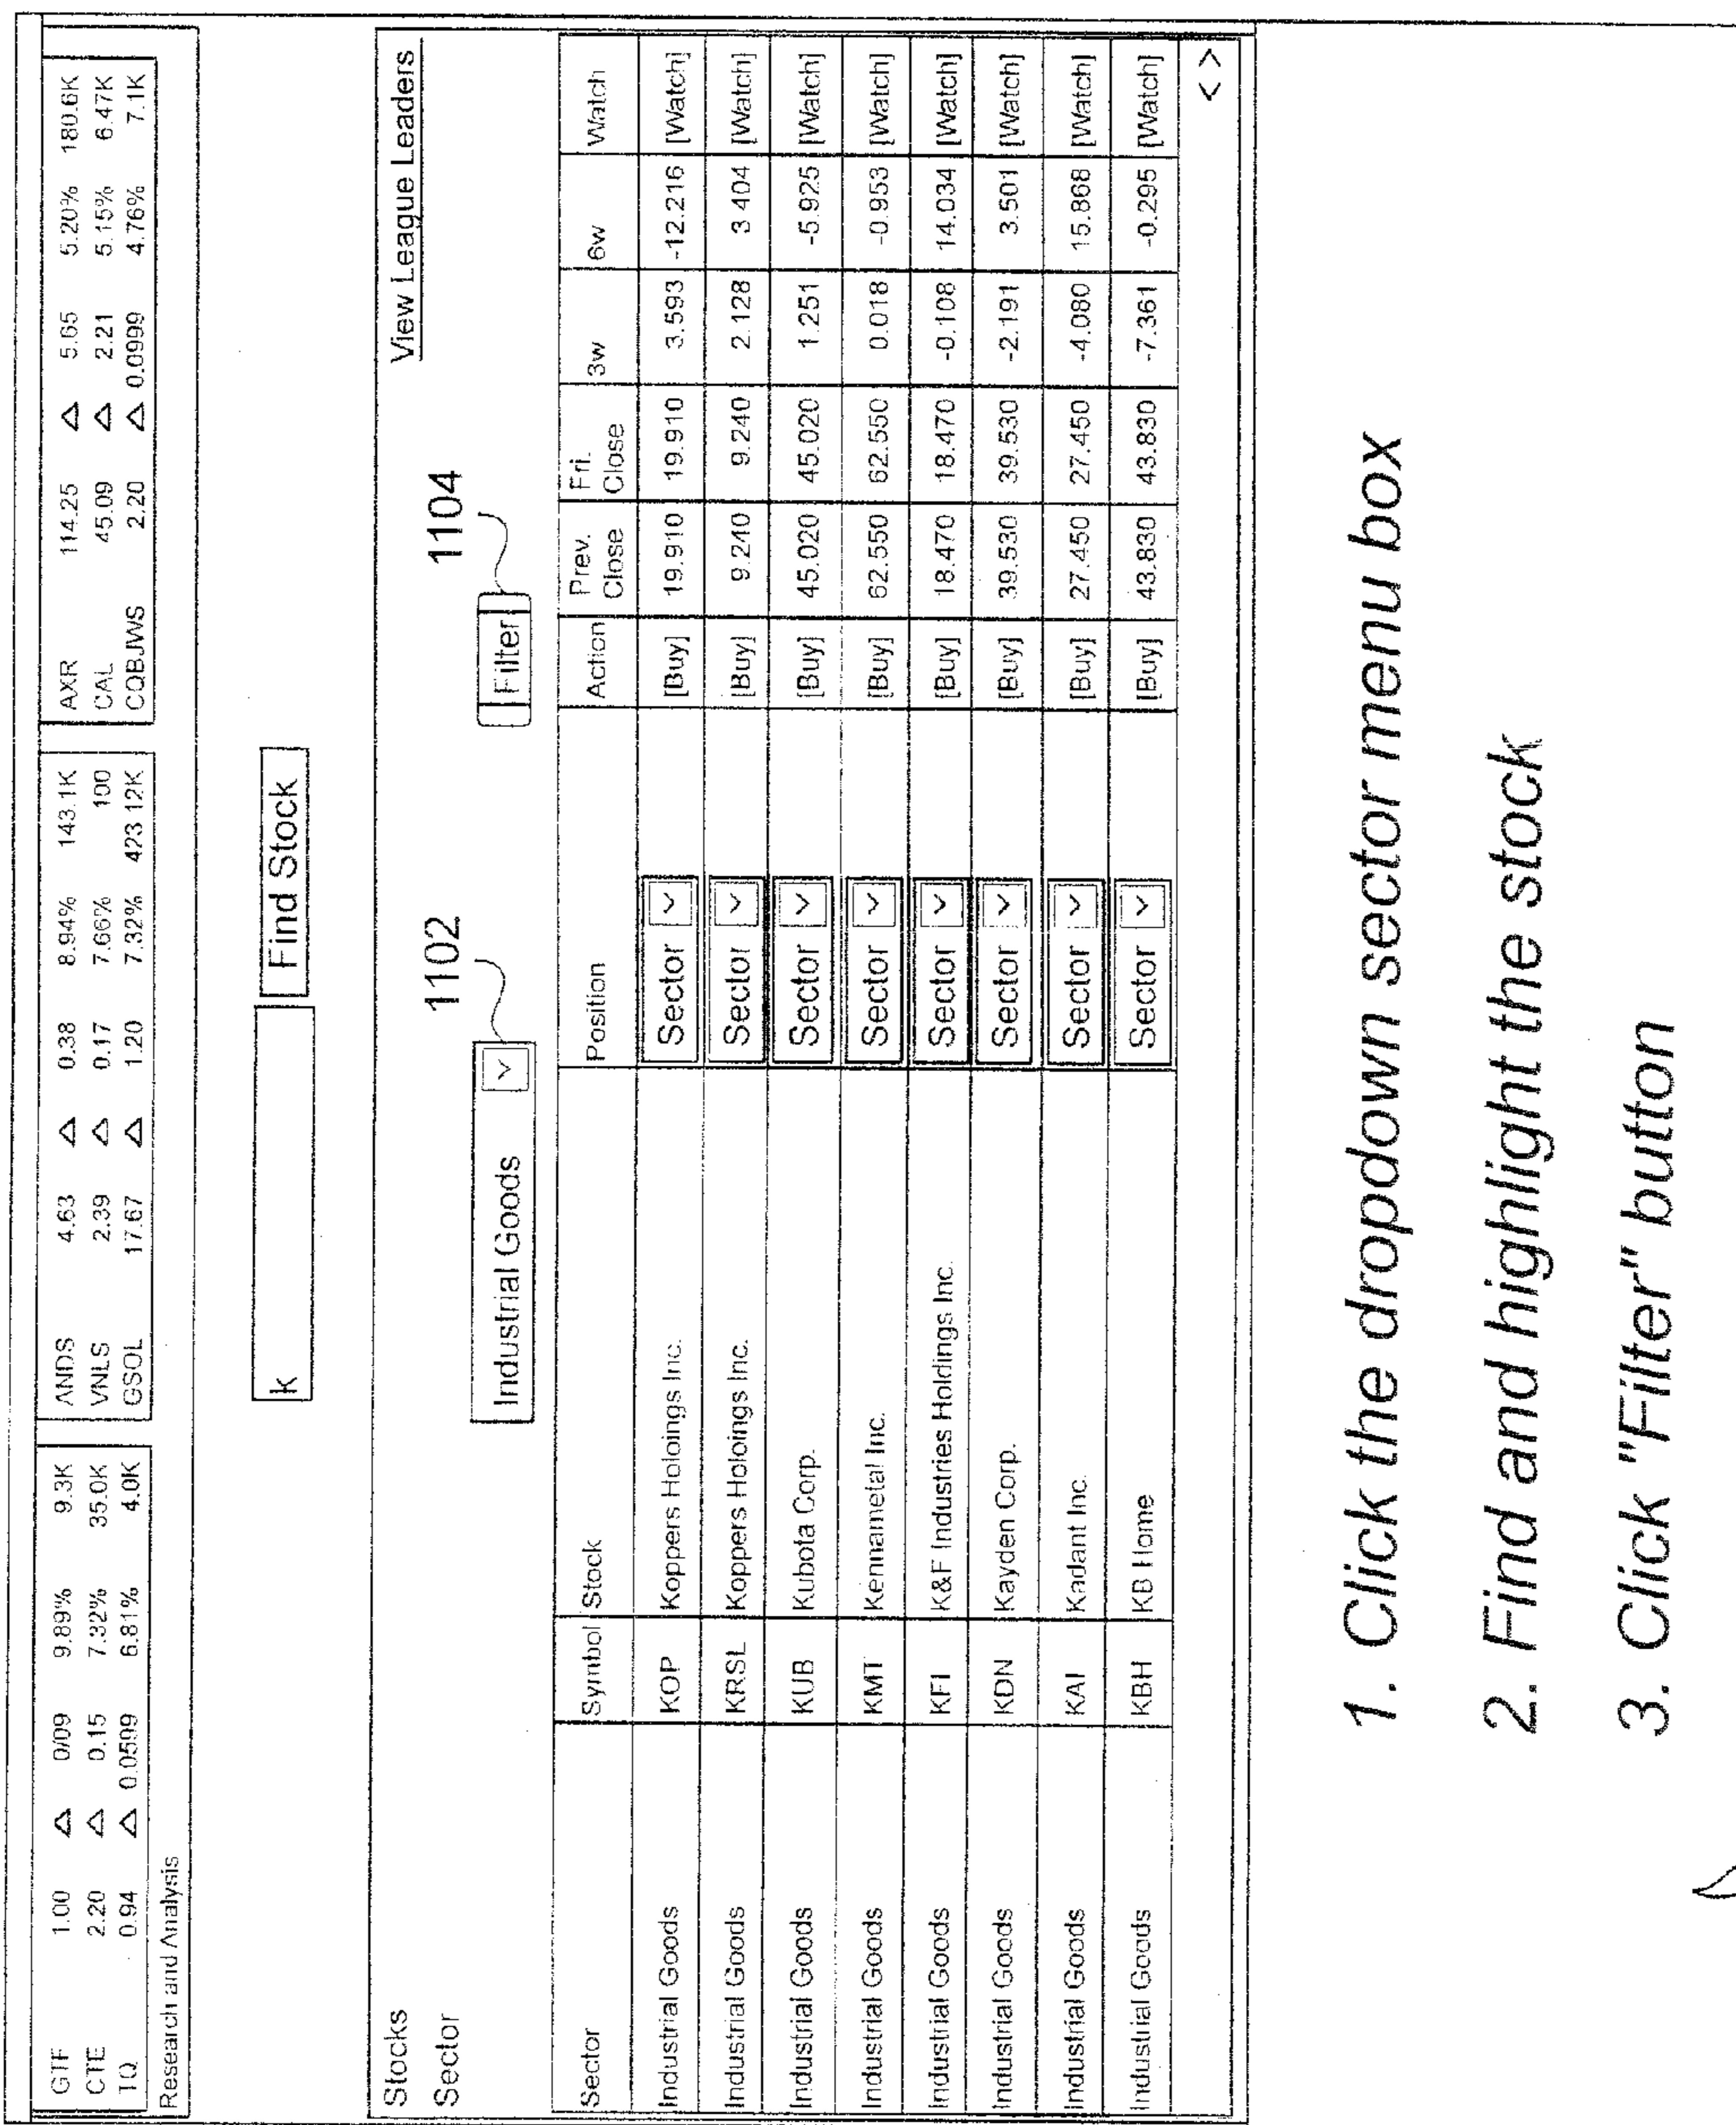 GTF 1.00 △ 0/09 9.89% 9.3K ANDS 4.63 △ 0.38 8.94% 143.1K AXR 114.25 △ 5.65 5.20% 180.6K
CTE 2.20 △ 0.15 7.32% 35.0K VNLS 2.39 △ 0.17 7.66% 100 CAL 45.09 △ 2.21 5.15% 6.47K
TQ 0.94 △ 0.0599 6.81% 4.0K GSOL 17.67 △ 1.20 7.32% 423 12K CQBJWS 2.20 △ 0.0999 4.76% 7.1K
Research and Analysis
k Find Stock
Stocks View League Leaders
1102 1104
Sector Industrial Goods Filter
Sector Symbol Stock Position Action Prev. Close Fri. Close 3w 6w Watch
Industrial Goods KOP Koppers Holoings Inc. Sector [Buy] 19.910 19.910 3.593 -12.216 [Watch]
Industrial Goods KRSL Koppers Holoings Inc. Sector [Buy] 9.240 9.240 2.128 3.404 [Watch]
Industrial Goods KUB Kubota Corp. Sector [Buy] 45.020 45.020 1.251 -5.925 [Watch]
Industrial Goods KMT Kennametal Inc. Sector [Buy] 62.550 62.550 0.018 -0.953 [Watch]
Industrial Goods KFI K&F Industries Holdings Inc. Sector [Buy] 18.470 18.470 -0.108 14.034 [Watch]
Industrial Goods KDN Kayden Corp. Sector [Buy] 39.530 39.530 -2.191 3.501 [Watch]
Industrial Goods KAI Kadant Inc. Sector [Buy] 27.450 27.450 -4.080 15.868 [Watch]
Industrial Goods KBH KB Home Sector [Buy] 43.830 43.830 -7.361 -0.295 [Watch]
< >
1. Click the dropdown sector menu box
2. Find and highlight the stock
3. Click "Filter" button